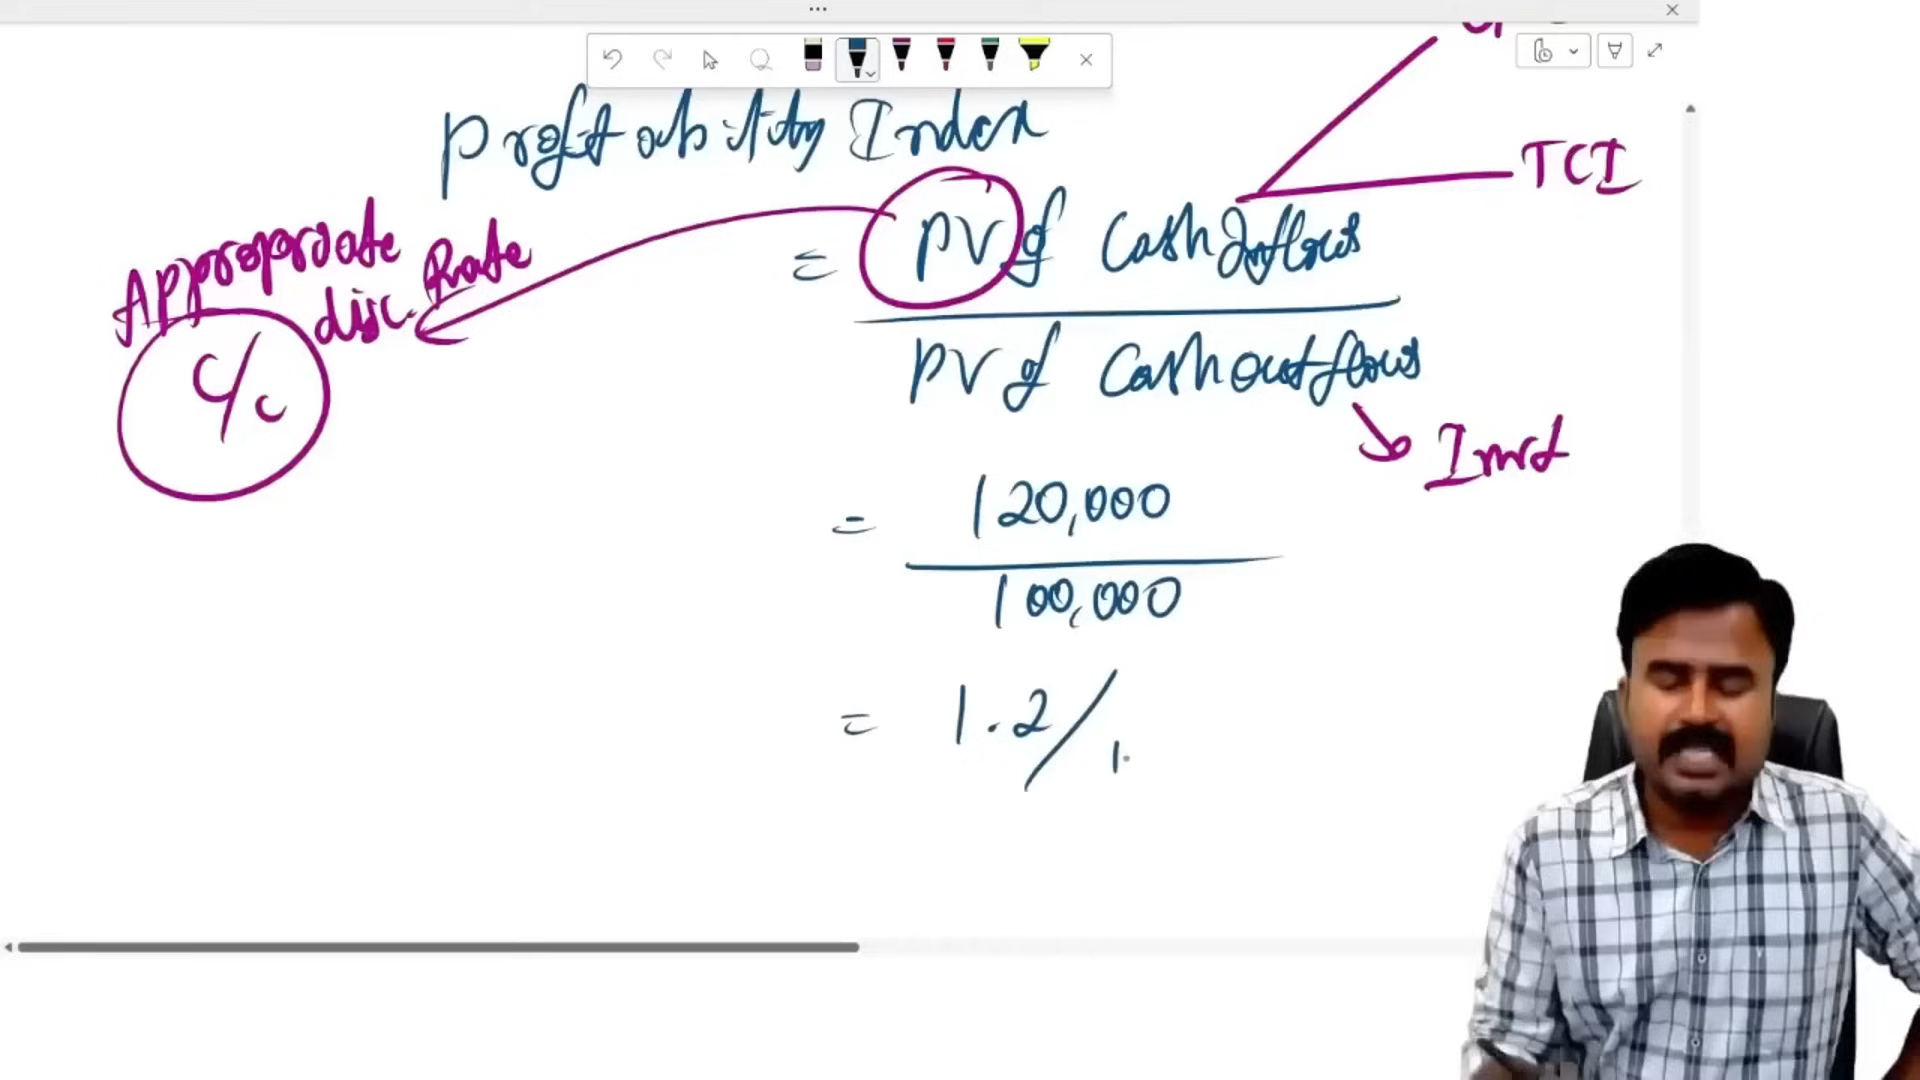 Profitability Index
TCI
Appropriate
disc. Rate
C/c
= PV of Cash Inflows
PV of Cash outflows
Invt
= 120,000
100,000
= 1.2 / 1.